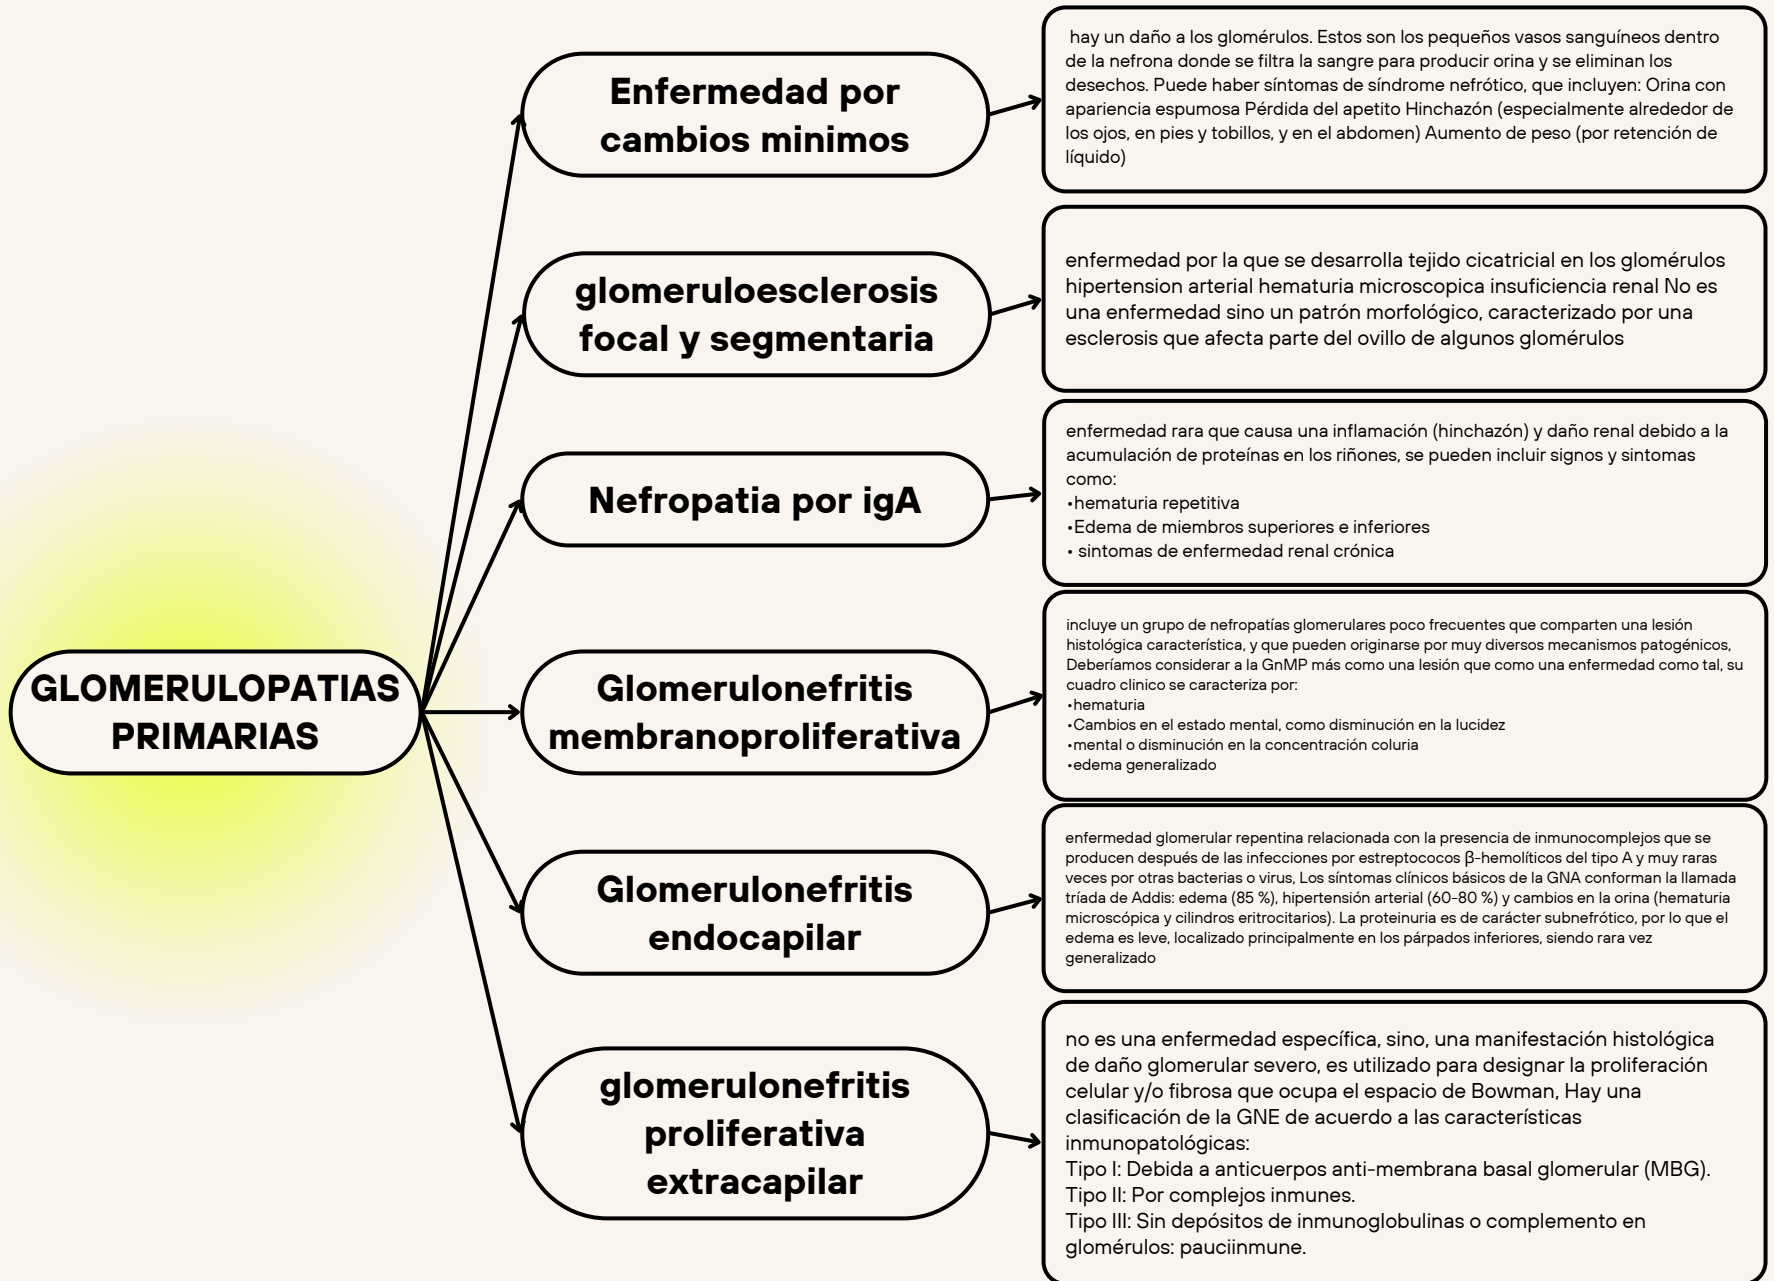 GLOMERULOPATIAS
PRIMARIAS
Enfermedad por
cambios minimos
hay un daño a los glomérulos. Estos son los pequeños vasos sanguíneos dentro
de la nefrona donde se filtra la sangre para producir orina y se eliminan los
desechos. Puede haber síntomas de síndrome nefrótico, que incluyen: Orina con
apariencia espumosa Pérdida del apetito Hinchazón (especialmente alrededor de
los ojos, en pies y tobillos, y en el abdomen) Aumento de peso (por retención de
líquido)
glomeruloesclerosis
focal y segmentaria
enfermedad por la que se desarrolla tejido cicatricial en los glomérulos
hipertension arterial hematuria microscopica insuficiencia renal No es
una enfermedad sino un patrón morfológico, caracterizado por una
esclerosis que afecta parte del ovillo de algunos glomérulos
Nefropatia por igA
enfermedad rara que causa una inflamación (hinchazón) y daño renal debido a la
acumulación de proteínas en los riñones, se pueden incluir signos y sintomas
como:
•hematuria repetitiva
•Edema de miembros superiores e inferiores
• sintomas de enfermedad renal crónica
Glomerulonefritis
membranoproliferativa
incluye un grupo de nefropatías glomerulares poco frecuentes que comparten una lesión
histológica característica, y que pueden originarse por muy diversos mecanismos patogénicos,
Deberíamos considerar a la GnMP más como una lesión que como una enfermedad como tal, su
cuadro clinico se caracteriza por:
•hematuria
•Cambios en el estado mental, como disminución en la lucidez
•mental o disminución en la concentración coluria
•edema generalizado
Glomerulonefritis
endocapilar
enfermedad glomerular repentina relacionada con la presencia de inmunocomplejos que se
producen después de las infecciones por estreptococos β-hemolíticos del tipo A y muy raras
veces por otras bacterias o virus, Los síntomas clínicos básicos de la GNA conforman la llamada
tríada de Addis: edema (85 %), hipertensión arterial (60-80 %) y cambios en la orina (hematuria
microscópica y cilindros eritrocitarios). La proteinuria es de carácter subnefrótico, por lo que el
edema es leve, localizado principalmente en los párpados inferiores, siendo rara vez
generalizado
glomerulonefritis
proliferativa
extracapilar
no es una enfermedad específica, sino, una manifestación histológica
de daño glomerular severo, es utilizado para designar la proliferación
celular y/o fibrosa que ocupa el espacio de Bowman, Hay una
clasificación de la GNE de acuerdo a las características
inmunopatológicas:
Tipo I: Debida a anticuerpos anti-membrana basal glomerular (MBG).
Tipo II: Por complejos inmunes.
Tipo III: Sin depósitos de inmunoglobulinas o complemento en
glomérulos: pauciinmune.